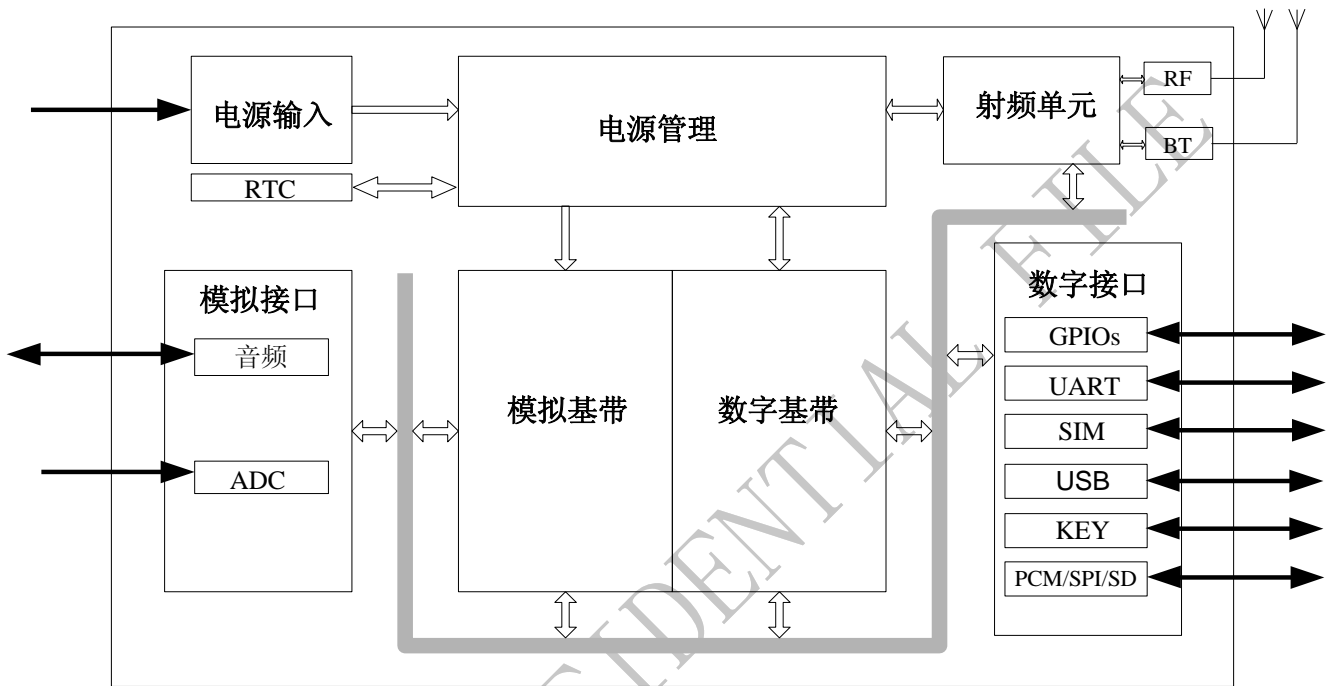 电源输入
电源管理
射频单元
RF
BT
RTC
模拟接口
音频
ADC
模拟基带
数字基带
数字接口
GPIOs
UART
SIM
USB
KEY
PCM/SPI/SD
SIDENTIAL FILE